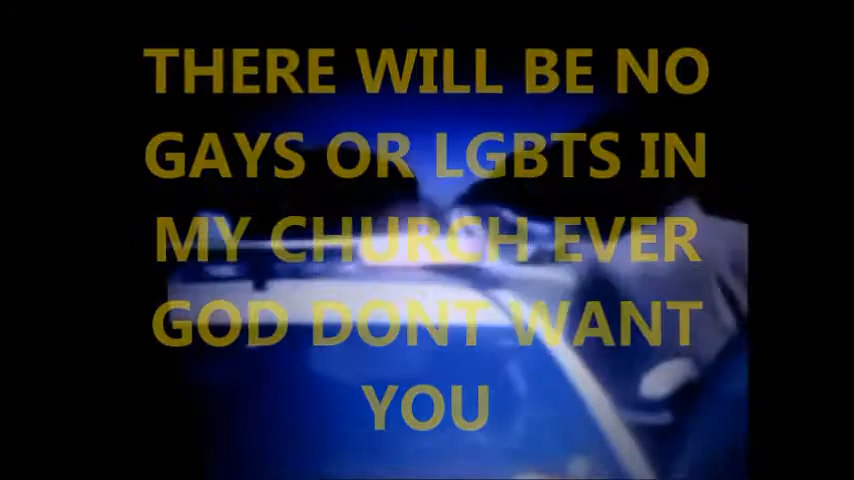 THERE WILL BE NO
GAYS OR LGBTS IN
MY CHURCH EVER
GOD DONT WANT
YOU